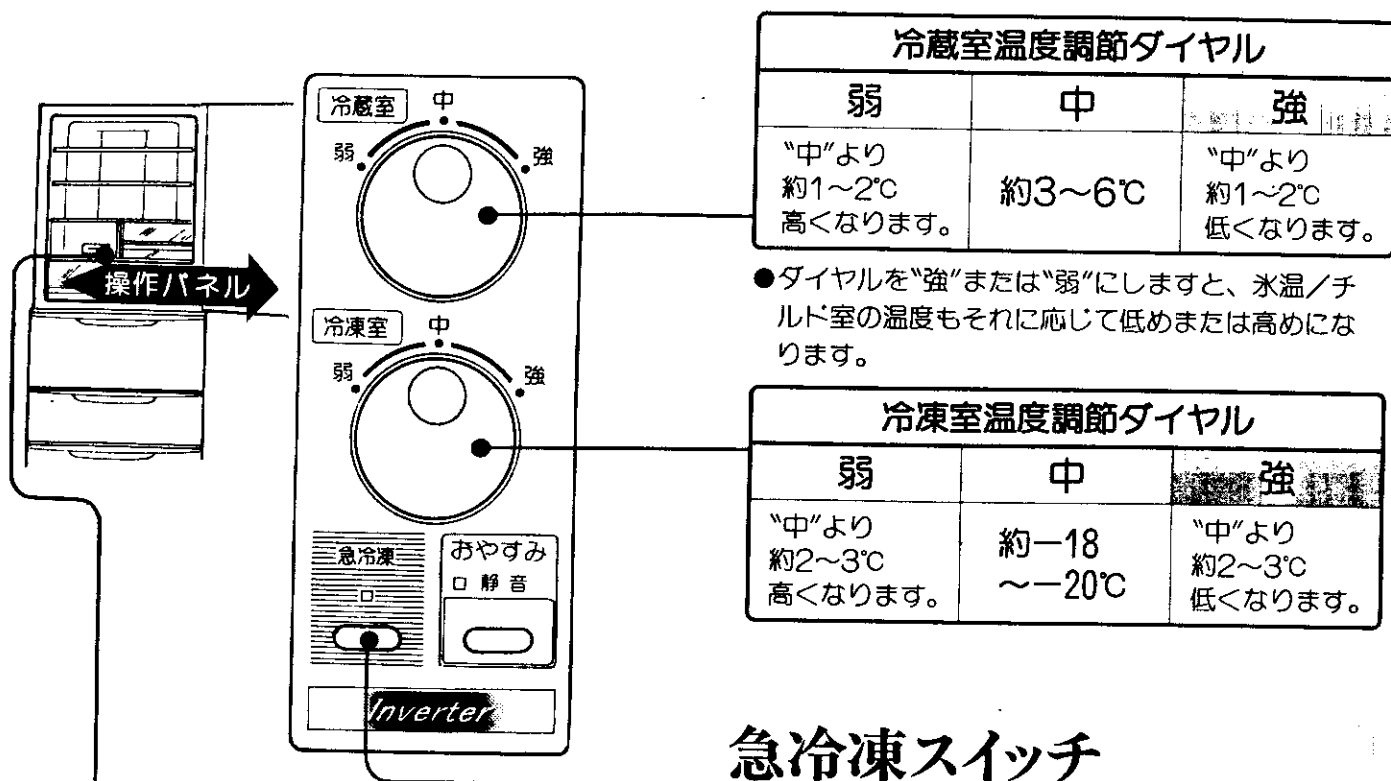 冷蔵室温度調節ダイヤル
弱 中 強
“中”より
約1～2℃
高くなります。
約3～6℃
“中”より
約1～2℃
低くなります。
●ダイヤルを“強”または“弱”にしますと、氷温／チ
ルド室の温度もそれに応じて低めまたは高めにな
ります。
冷凍室温度調節ダイヤル
弱 中 強
“中”より
約2～3℃
高くなります。
約－18
～－20℃
“中”より
約2～3℃
低くなります。
冷蔵室
中
弱
強
操作パネル
冷凍室
中
弱
強
急冷凍
おやすみ
静音
Inverter
急冷凍スイッチ